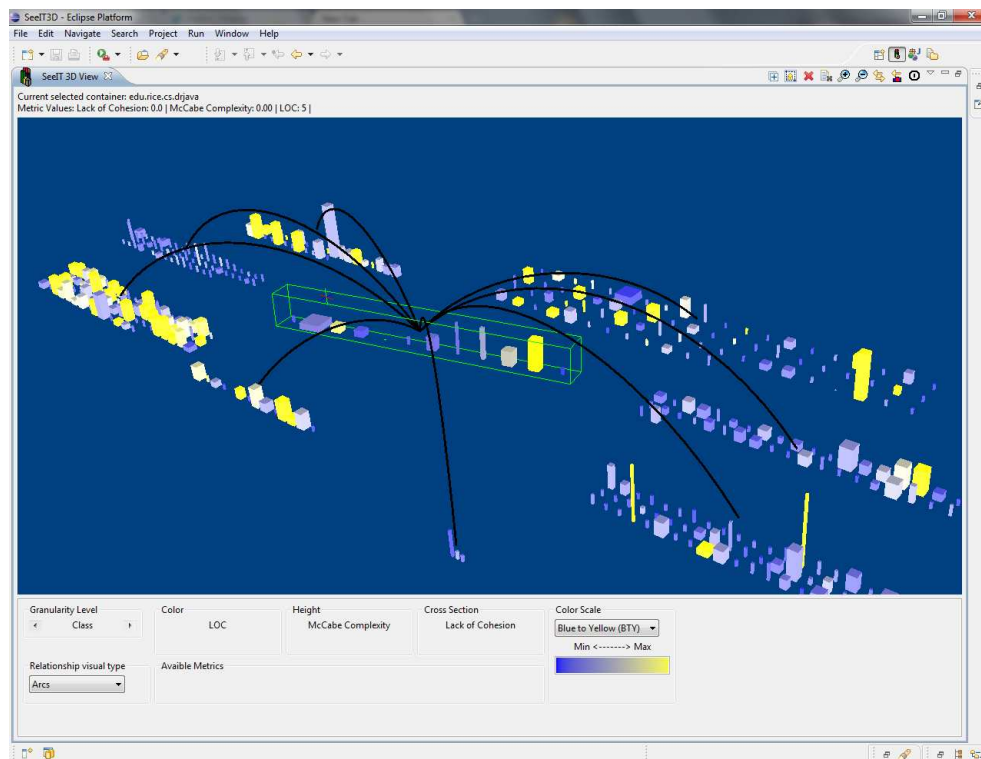 SeeIT3D - Eclipse Platform
File Edit Navigate Search Project Run Window Help
SeeIT 3D View
Current selected container: edu.rice.cs.drjava
Metric Values: Lack of Cohesion: 0.0 | McCabe Complexity: 0.00 | LOC: 5 |
Granularity Level Color Height Cross Section Color Scale
Class LOC McCabe Complexity Lack of Cohesion Blue to Yellow (BTY)
Min <-------> Max
Relationship visual type Avaible Metrics
Arcs